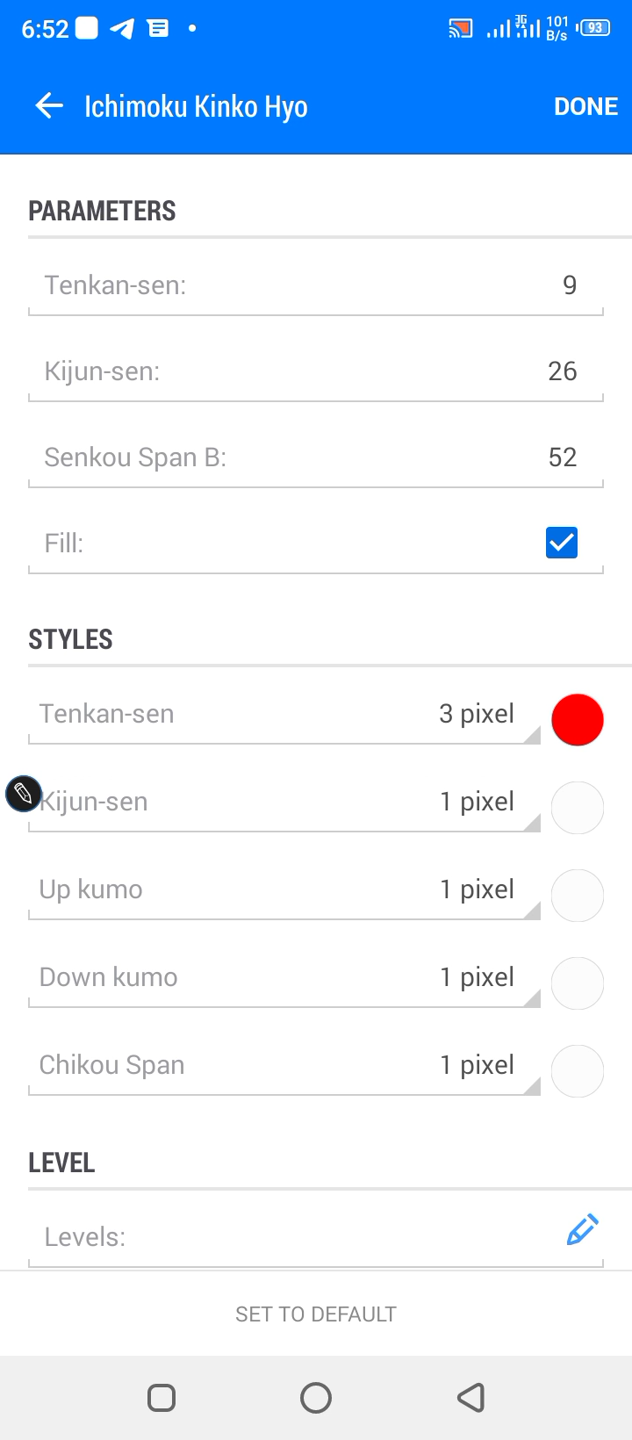 6:52 3G 101 B/s 93
Ichimoku Kinko Hyo DONE
PARAMETERS
Tenkan-sen: 9
Kijun-sen: 26
Senkou Span B: 52
Fill:
STYLES
Tenkan-sen 3 pixel
Kijun-sen 1 pixel
Up kumo 1 pixel
Down kumo 1 pixel
Chikou Span 1 pixel
LEVEL
Levels:
SET TO DEFAULT